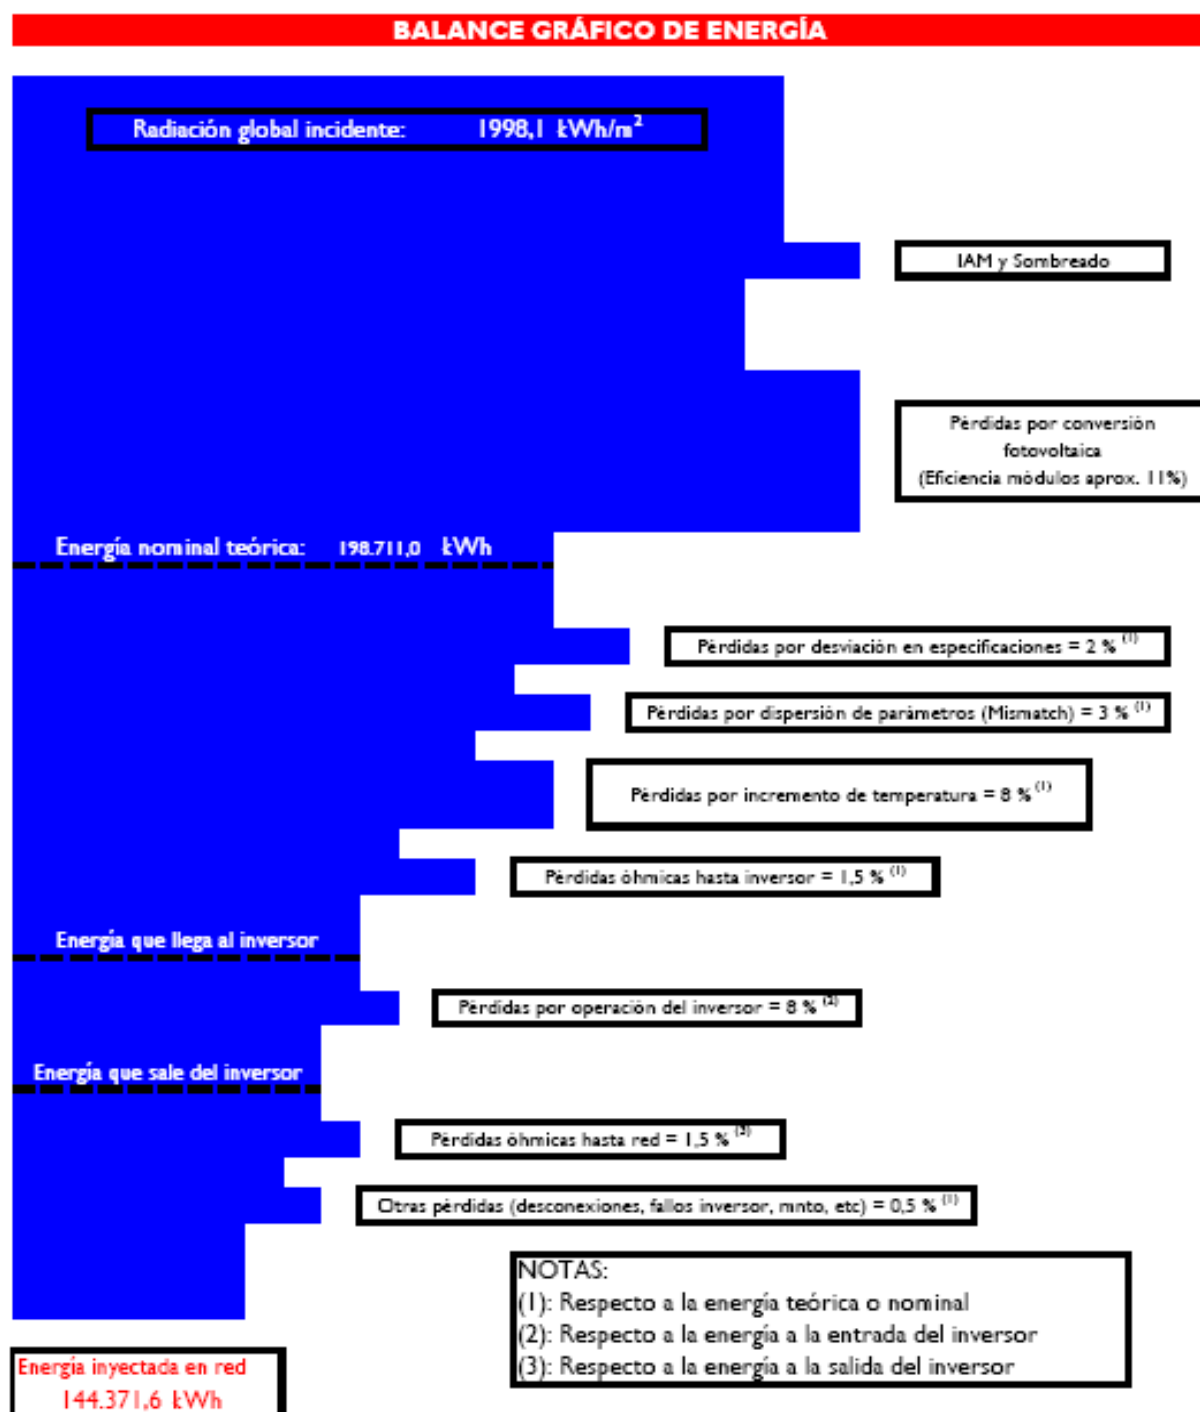 BALANCE GRÁFICO DE ENERGÍA
Radiación global incidente: 1998,1 kWh/m²
IAM y Sombreado
Pérdidas por conversión
fotovoltaica
(Eficiencia módulos aprox. 11%)
Energía nominal teórica: 198.711,0 kWh
Pérdidas por desviación en especificaciones = 2 % (1)
Pérdidas por dispersión de parámetros (Mismatch) = 3 % (1)
Pérdidas por incremento de temperatura = 8 % (1)
Pérdidas óhmicas hasta inversor = 1,5 % (1)
Energía que llega al inversor
Pérdidas por operación del inversor = 8 % (2)
Energía que sale del inversor
Pérdidas óhmicas hasta red = 1,5 % (3)
Otras pérdidas (desconexiones, fallos inversor, mnto, etc) = 0,5 % (1)
NOTAS:
(1): Respecto a la energía teórica o nominal
(2): Respecto a la energía a la entrada del inversor
(3): Respecto a la energía a la salida del inversor
Energía inyectada en red
144.371,6 kWh